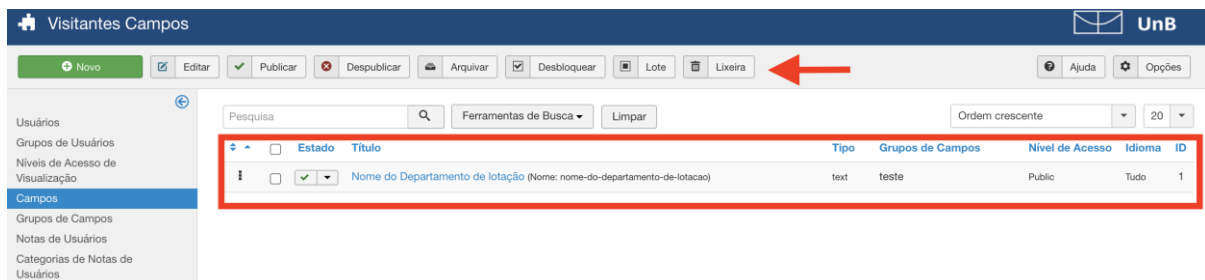 Visitantes Campos
UnB
Novo Editar Publicar Despublicar Arquivar Desbloquear Lote Lixeira Ajuda Opções
Usuários
Grupos de Usuários
Níveis de Acesso de
Visualização
Campos
Grupos de Campos
Notas de Usuários
Categorias de Notas de
Usuários
Pesquisa Ferramentas de Busca Limpar Ordem crescente 20
Estado Título Tipo Grupos de Campos Nível de Acesso Idioma ID
Nome do Departamento de lotação (Nome: nome-do-departamento-de-lotacao) text teste Public Tudo 1